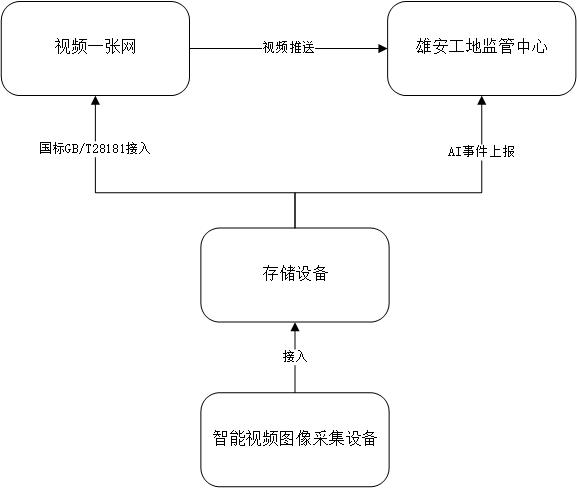 视频一张网
视频推送
雄安工地监管中心
国标GB/T28181接入
AI事件上报
存储设备
接入
智能视频图像采集设备